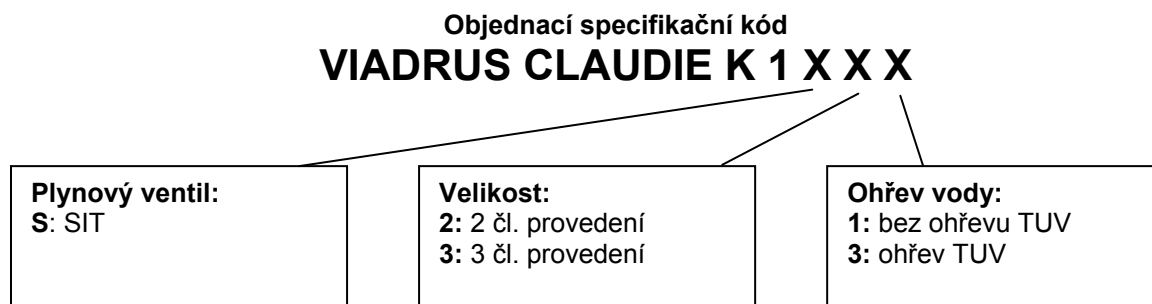 Objednací specifikační kód
VIADRUS CLAUDIE K 1 X X X
Plynový ventil:
S: SIT
Velikost:
2: 2 čl. provedení
3: 3 čl. provedení
Ohřev vody:
1: bez ohřevu TUV
3: ohřev TUV